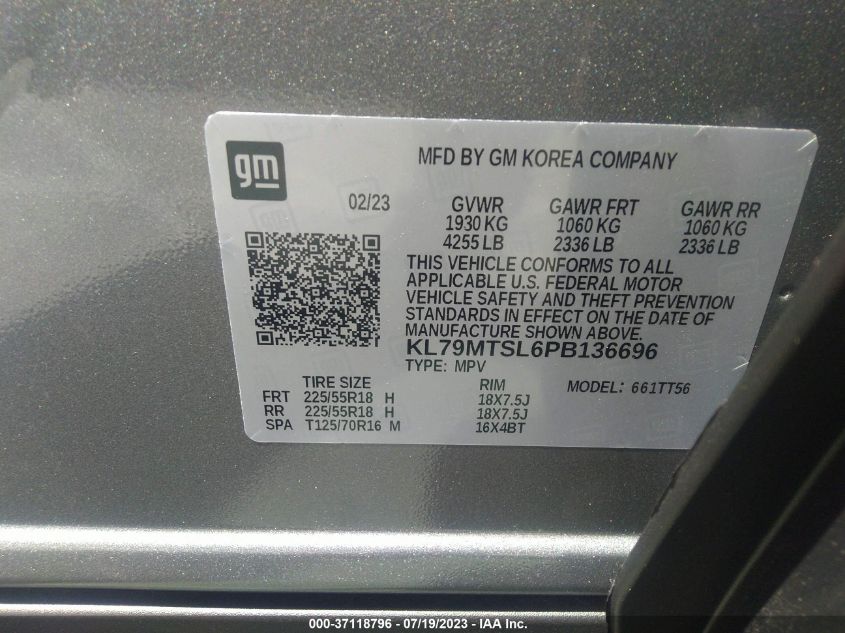 gm
MFD BY GM KOREA COMPANY
02/23 GVWR GAWR FRT GAWR RR
1930 KG 1060 KG 1060 KG
4255 LB 2336 LB 2336 LB
THIS VEHICLE CONFORMS TO ALL
APPLICABLE U.S. FEDERAL MOTOR
VEHICLE SAFETY AND THEFT PREVENTION
STANDARDS IN EFFECT ON THE DATE OF
MANUFACTURE SHOWN ABOVE.
KL79MTSL6PB136696
TYPE: MPV
TIRE SIZE RIM MODEL: 661TT56
FRT 225/55R18 H 18X7.5J
RR 225/55R18 H 18X7.5J
SPA T125/70R16 M 16X4BT
000-37118796 - 07/19/2023 - IAA Inc.